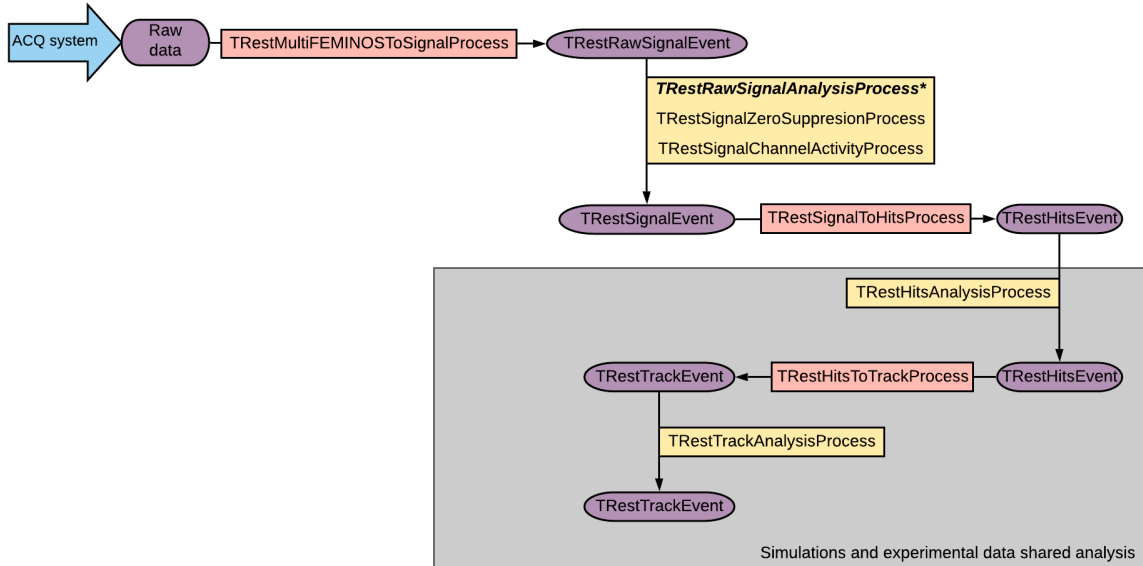 ACQ system
Raw
data
TRestMultiFEMINOSToSignalProcess
TRestRawSignalEvent
TRestRawSignalAnalysisProcess*
TRestSignalZeroSuppresionProcess
TRestSignalChannelActivityProcess
TRestSignalEvent
TRestSignalToHitsProcess
TRestHitsEvent
TRestHitsAnalysisProcess
TRestTrackEvent
TRestHitsToTrackProcess
TRestHitsEvent
TRestTrackAnalysisProcess
TRestTrackEvent
Simulations and experimental data shared analysis